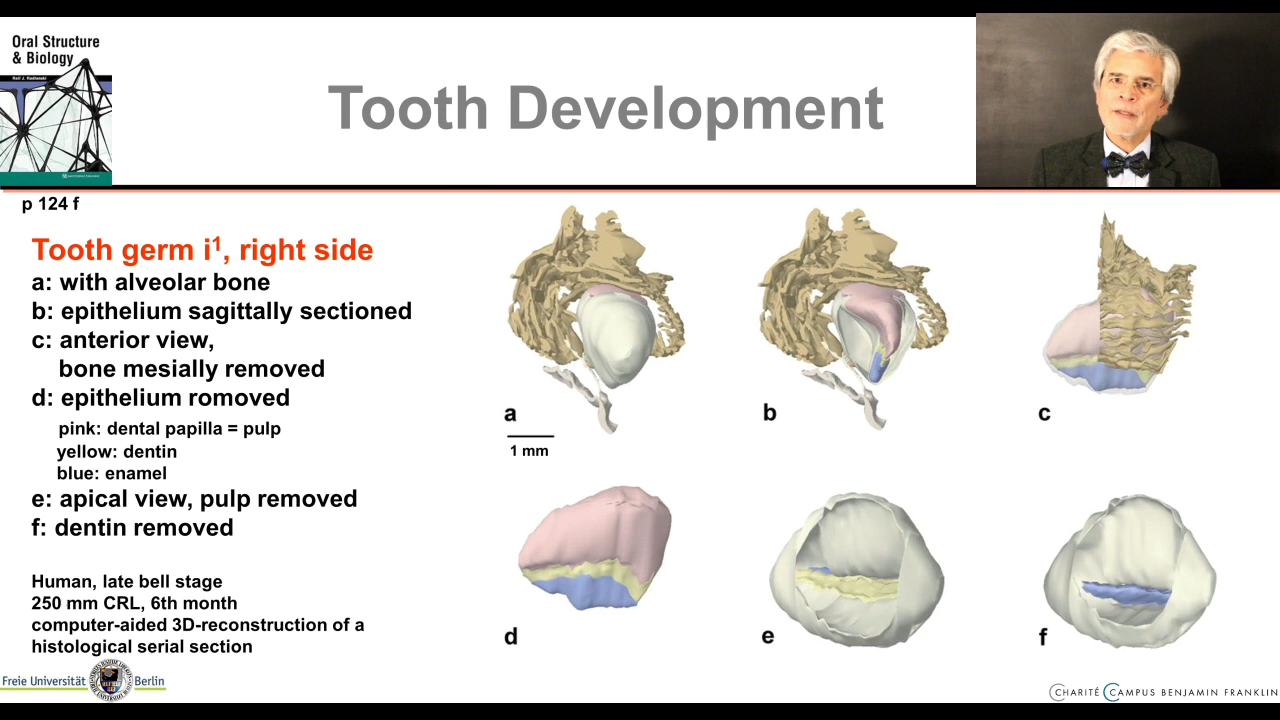 Oral Structure
& Biology
Ralf J. Radlanski
Tooth Development
p 124 f
Tooth germ i¹, right side
a: with alveolar bone
b: epithelium sagittally sectioned
c: anterior view,
bone mesially removed
d: epithelium romoved
pink: dental papilla = pulp
yellow: dentin
blue: enamel
e: apical view, pulp removed
f: dentin removed
Human, late bell stage
250 mm CRL, 6th month
computer-aided 3D-reconstruction of a
histological serial section
a
b
c
1 mm
d
e
f
Freie Universität Berlin
CHARITÉ CAMPUS BENJAMIN FRANKLIN